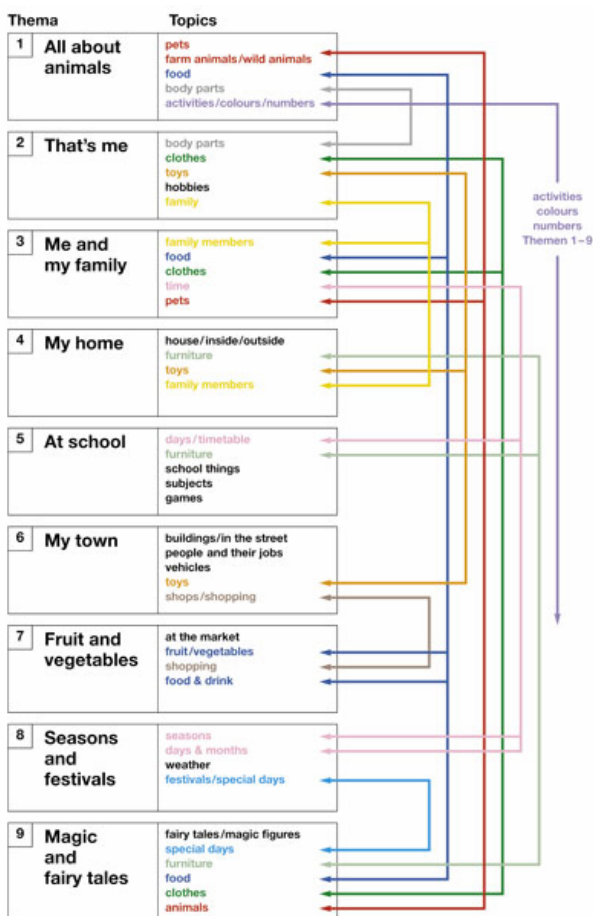 Thema Topics
1 All about animals
pets
farm animals/wild animals
food
body parts
activities/colours/numbers
2 That's me
body parts
clothes
toys
hobbies
family
activities
colours
numbers
Themen 1–9
3 Me and my family
family members
food
clothes
time
pets
4 My home
house/inside/outside
furniture
toys
family members
5 At school
days/timetable
furniture
school things
subjects
games
6 My town
buildings/in the street
people and their jobs
vehicles
toys
shops/shopping
7 Fruit and vegetables
at the market
fruit/vegetables
shopping
food & drink
8 Seasons and festivals
seasons
days & months
weather
festivals/special days
9 Magic and fairy tales
fairy tales/magic figures
special days
furniture
food
clothes
animals